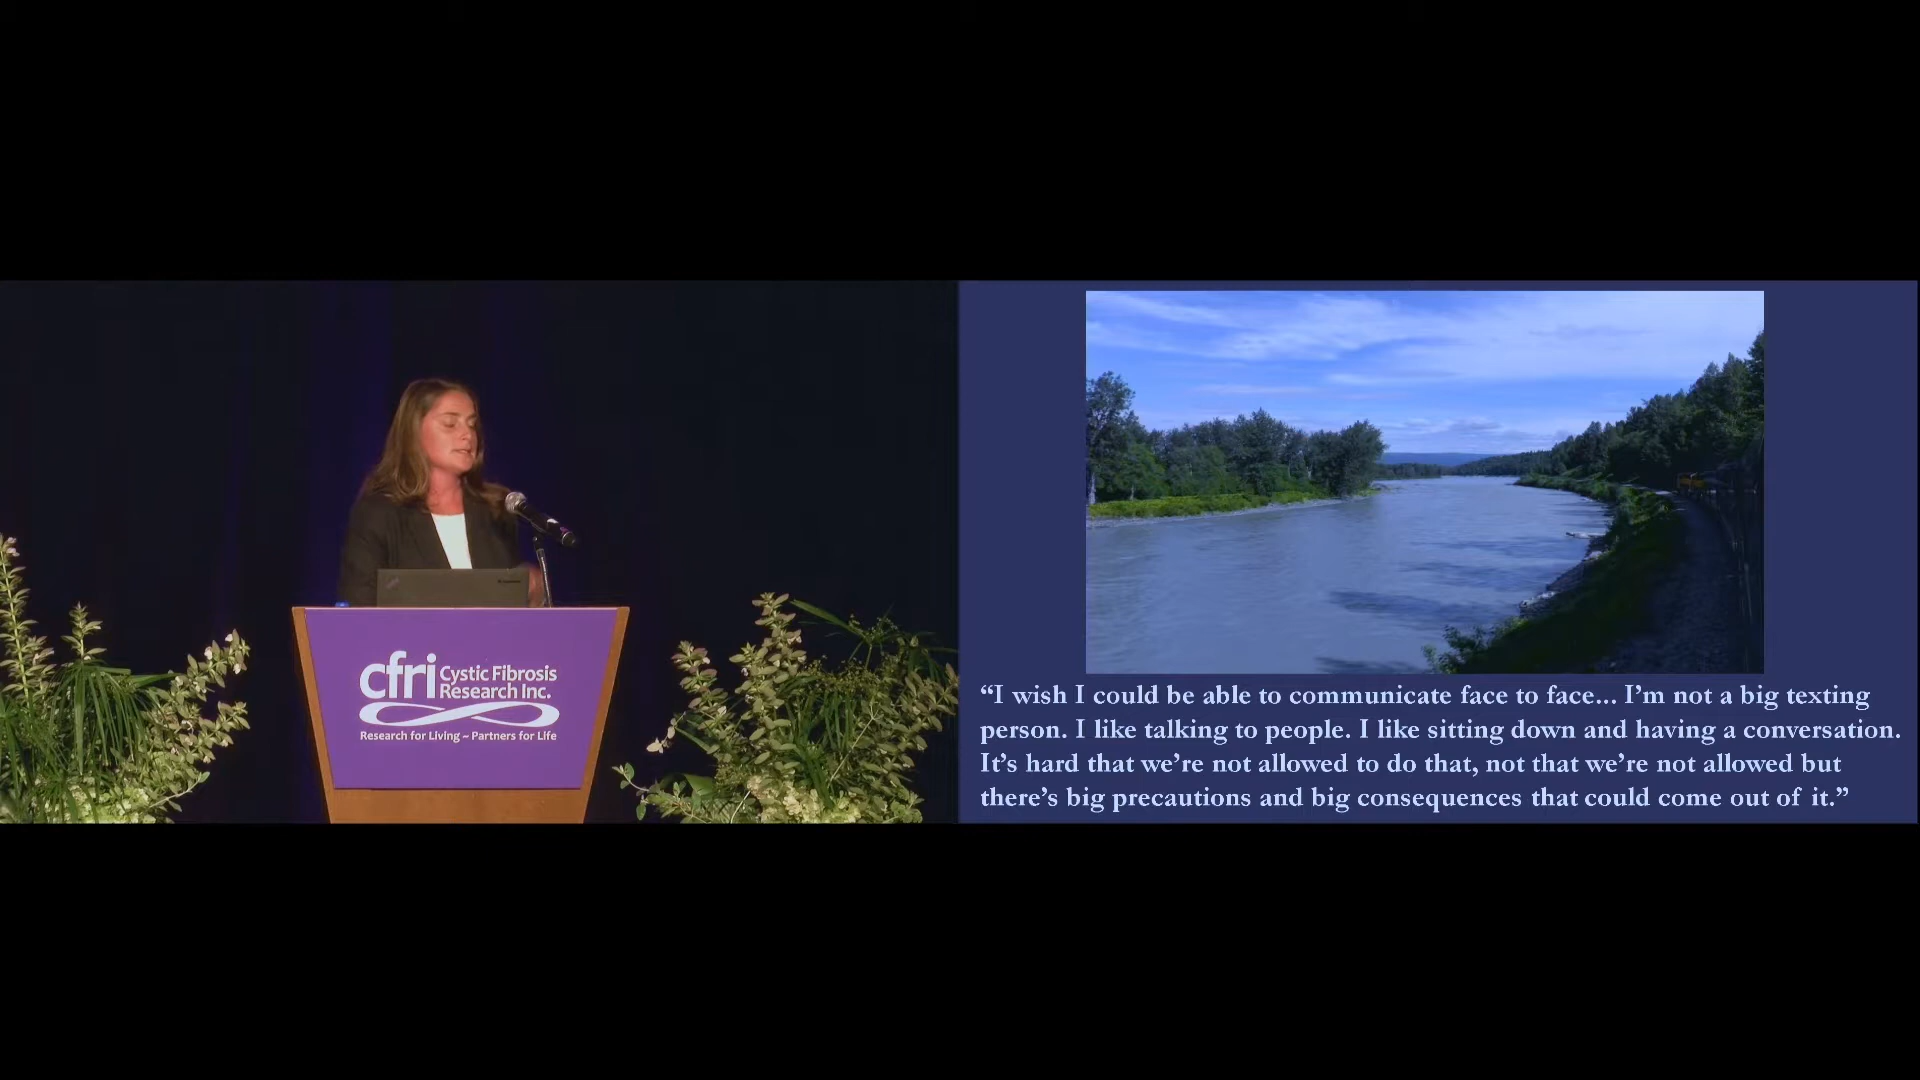 cfri Cystic Fibrosis
Research Inc.
Research for Living ~ Partners for Life
“I wish I could be able to communicate face to face... I’m not a big texting
person. I like talking to people. I like sitting down and having a conversation.
It’s hard that we’re not allowed to do that, not that we’re not allowed but
there’s big precautions and big consequences that could come out of it.”